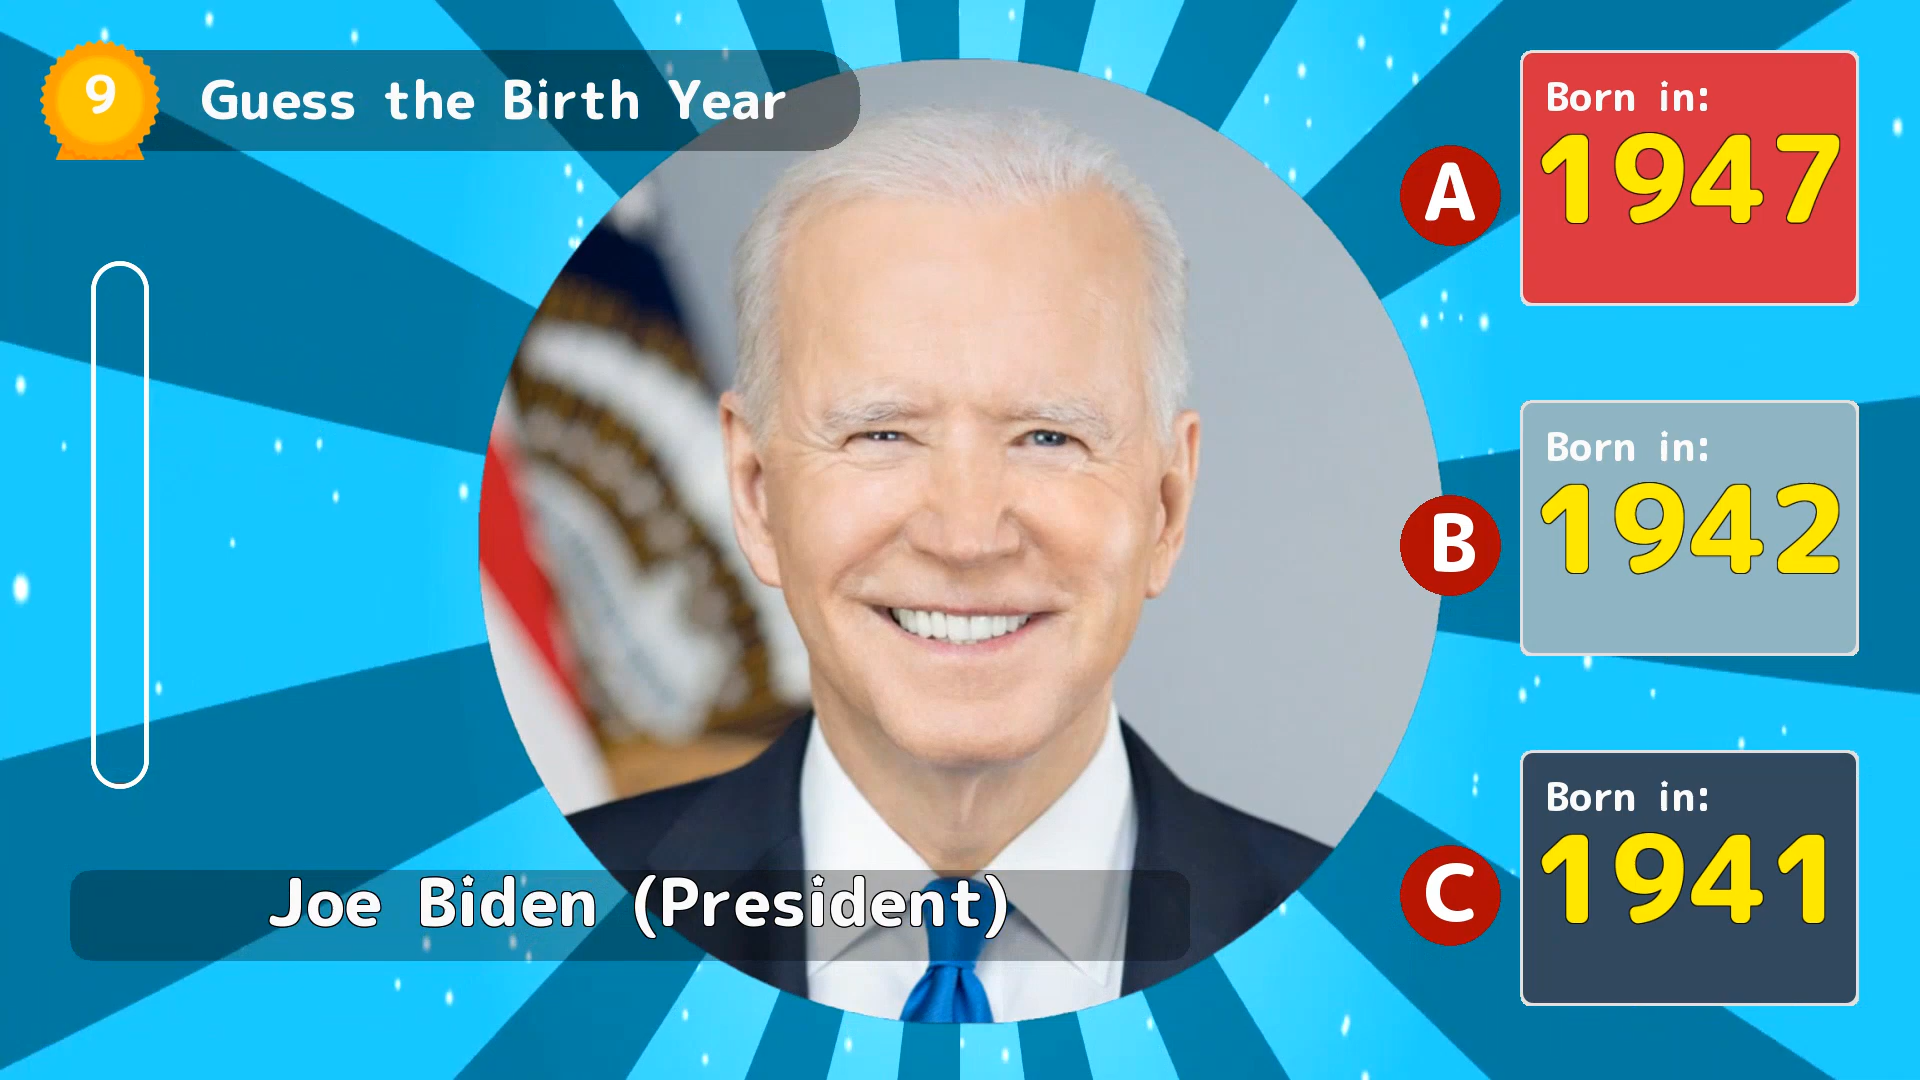 9
Guess the Birth Year
A
Born in:
1947
B
Born in:
1942
C
Born in:
1941
Joe Biden (President)